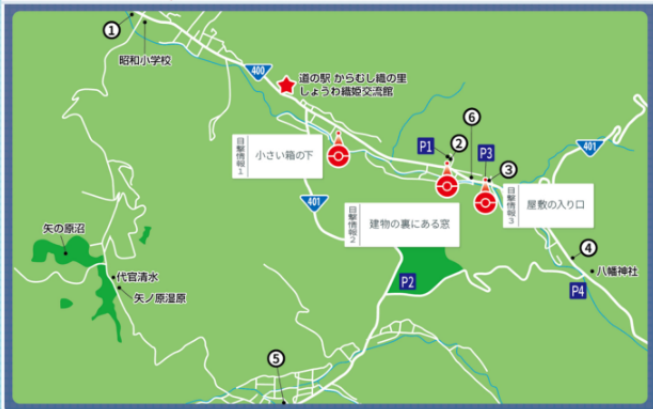 ①
昭和小学校
400
道の駅 からむし織の里
しょうわ織姫交流館
目撃情報1
小さい箱の下
P1
②
⑥
P3
③
401
目撃情報3
屋敷の入り口
401
目撃情報2
建物の裏にある窓
矢の原沼
代官清水
矢ノ原湿原
P2
④
八幡神社
P4
⑤